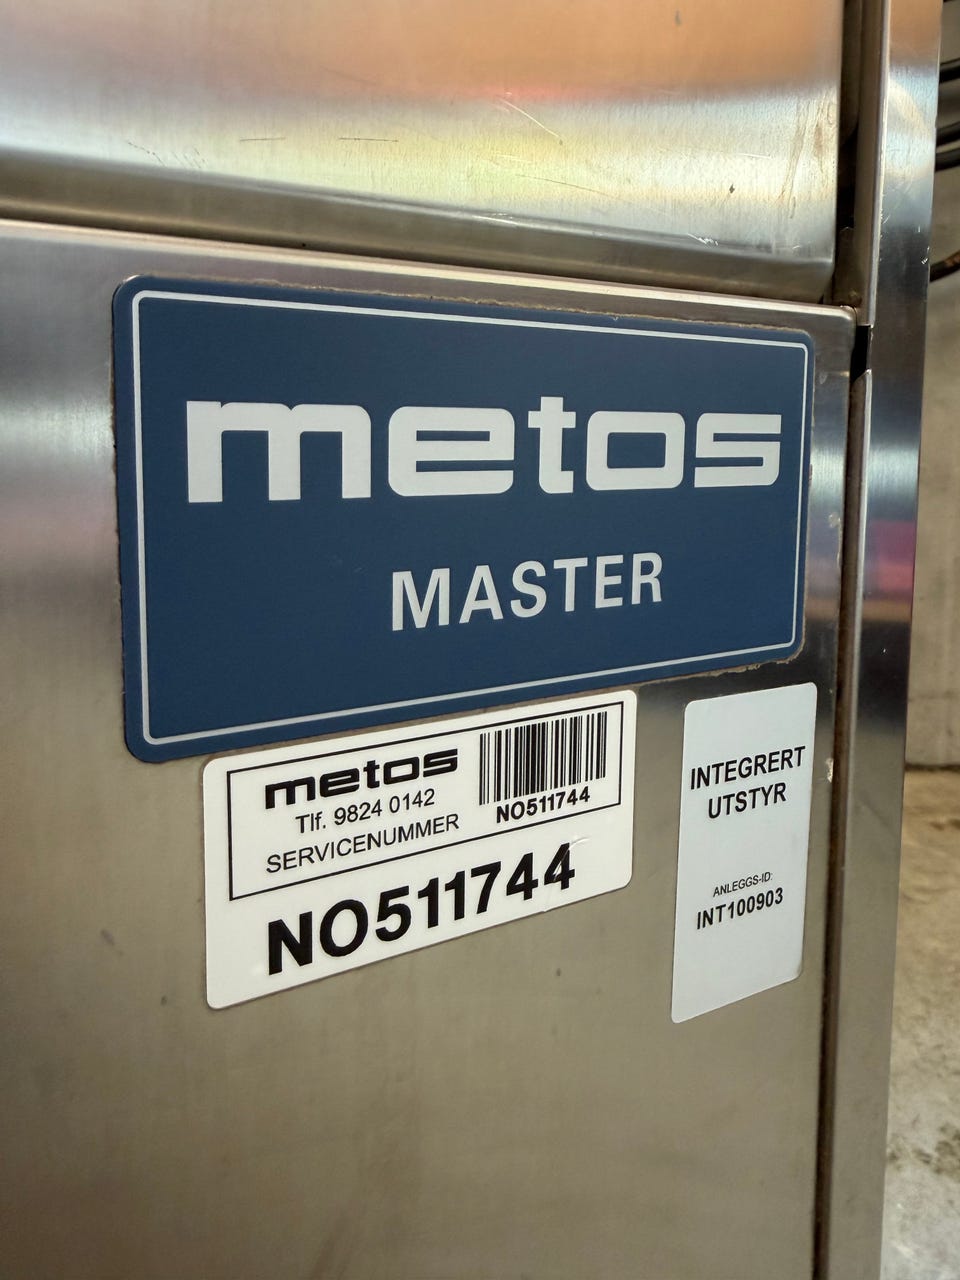 metos
MASTER
metos
Tlf. 9824 0142
SERVICENUMMER
NO511744
NO511744
INTEGRERT
UTSTYR
ANLEGGS-ID:
INT100903